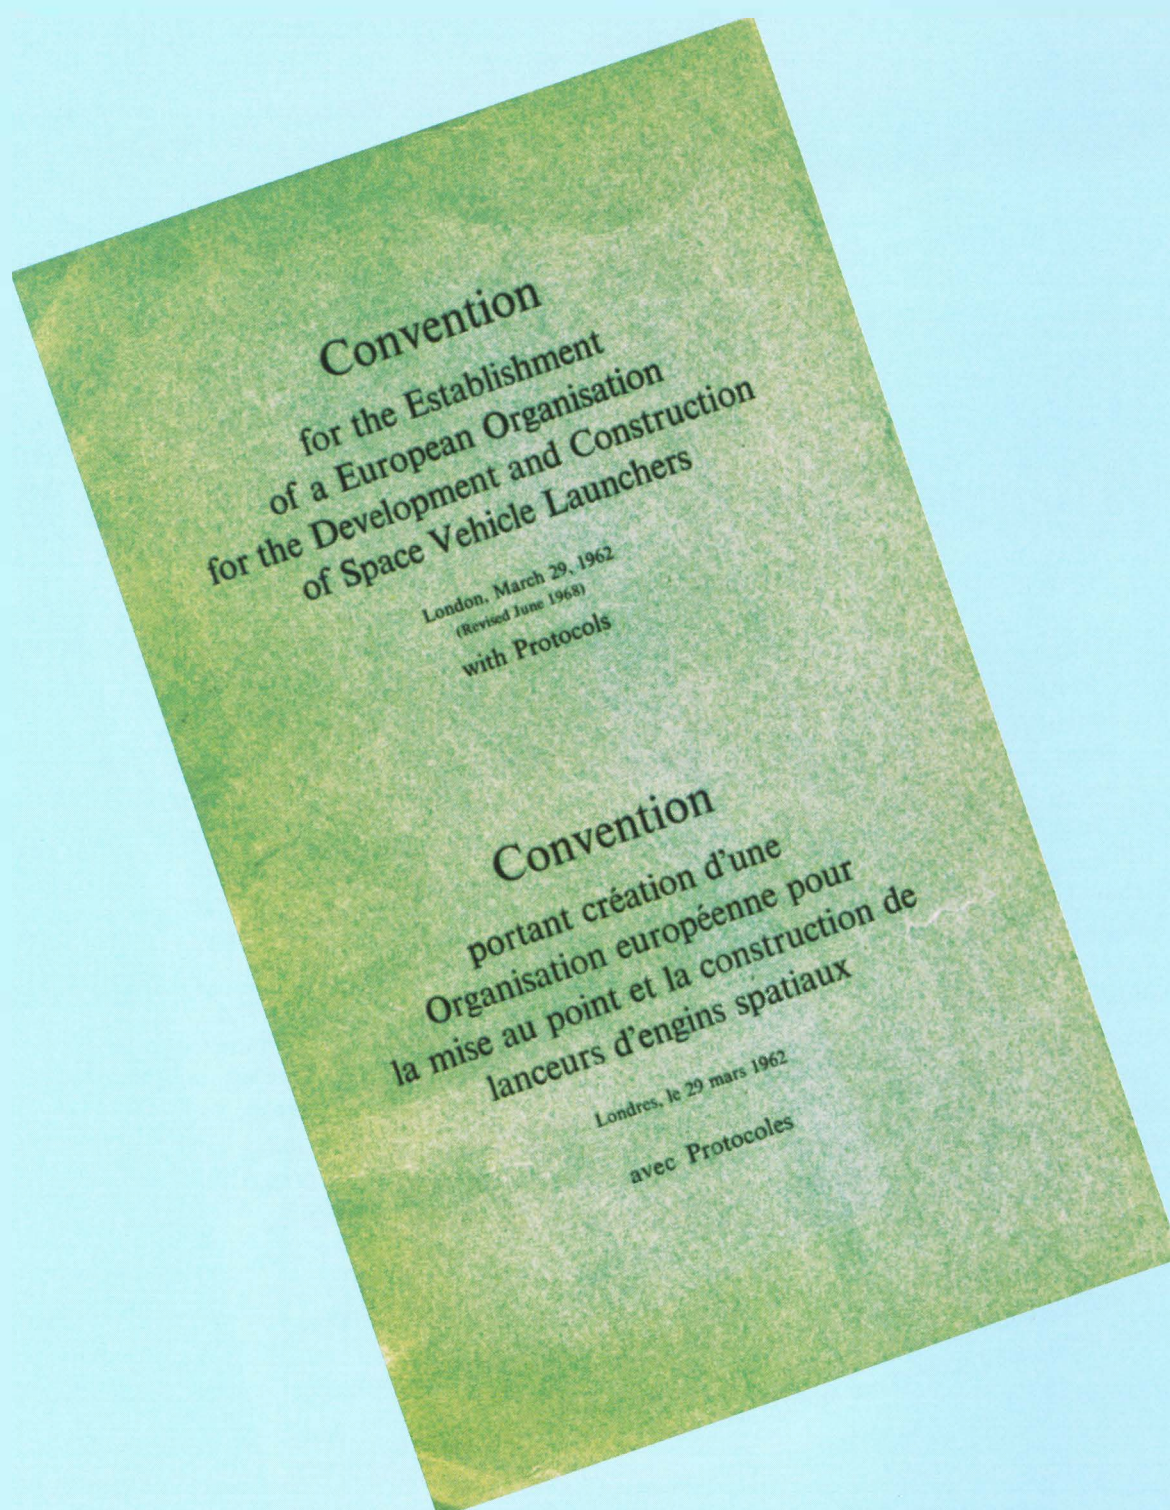 Convention
for the Establishment
of a European Organisation
for the Development and Construction
of Space Vehicle Launchers
London, March 29, 1962
(Revised June 1968)
with Protocols
Convention
portant création d'une
Organisation européenne pour
la mise au point et la construction de
lanceurs d'engins spatiaux
Londres, le 29 mars 1962
avec Protocoles